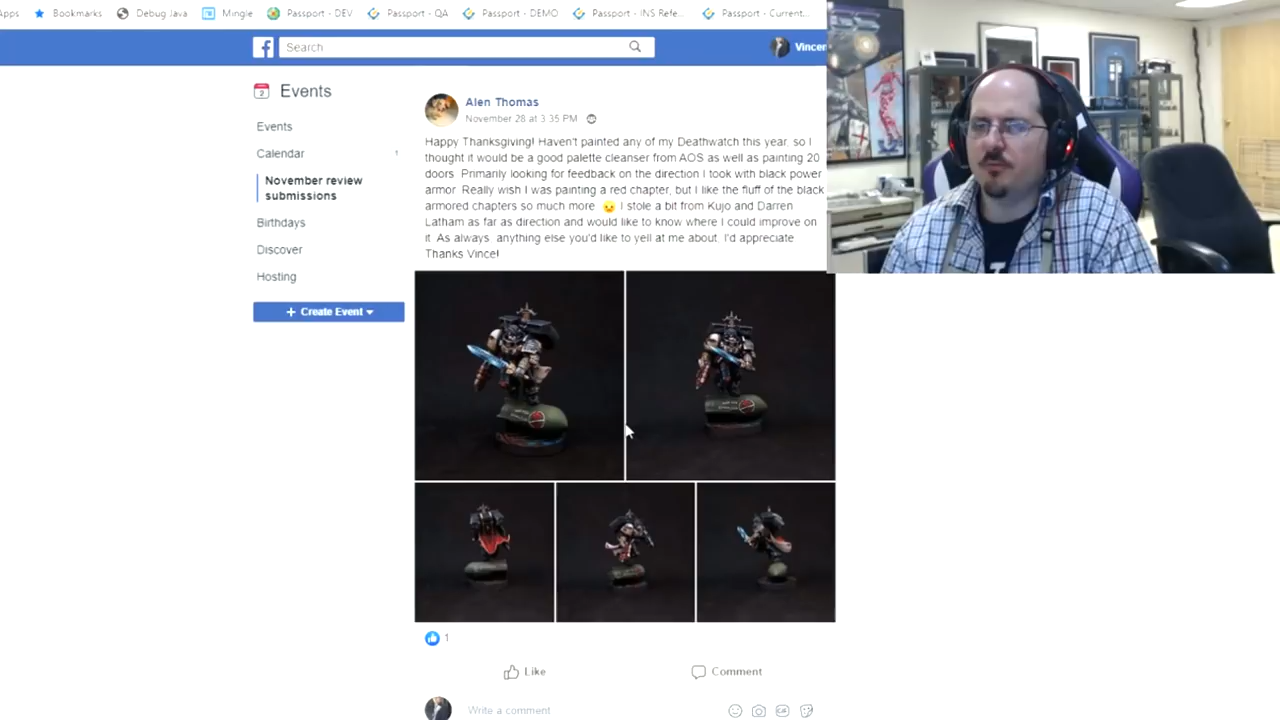 Apps Bookmarks Debug Java Mingle Passport - DEV Passport - QA Passport - DEMO Passport - INS Refe... Passport - Current...
Search
Vincen
2 Events
Events
Calendar 1
November review
submissions
Birthdays
Discover
Hosting
+ Create Event
Alen Thomas
November 28 at 3:35 PM
Happy Thanksgiving! Haven't painted any of my Deathwatch this year, so I
thought it would be a good palette cleanser from AOS as well as painting 20
doors. Primarily looking for feedback on the direction I took with black power
armor. Really wish I was painting a red chapter, but I like the fluff of the black
armored chapters so much more. I stole a bit from Kujo and Darren
Latham as far as direction and would like to know where I could improve on
it. As always, anything else you'd like to yell at me about, I'd appreciate.
Thanks Vince!
1
Like Comment
Write a comment